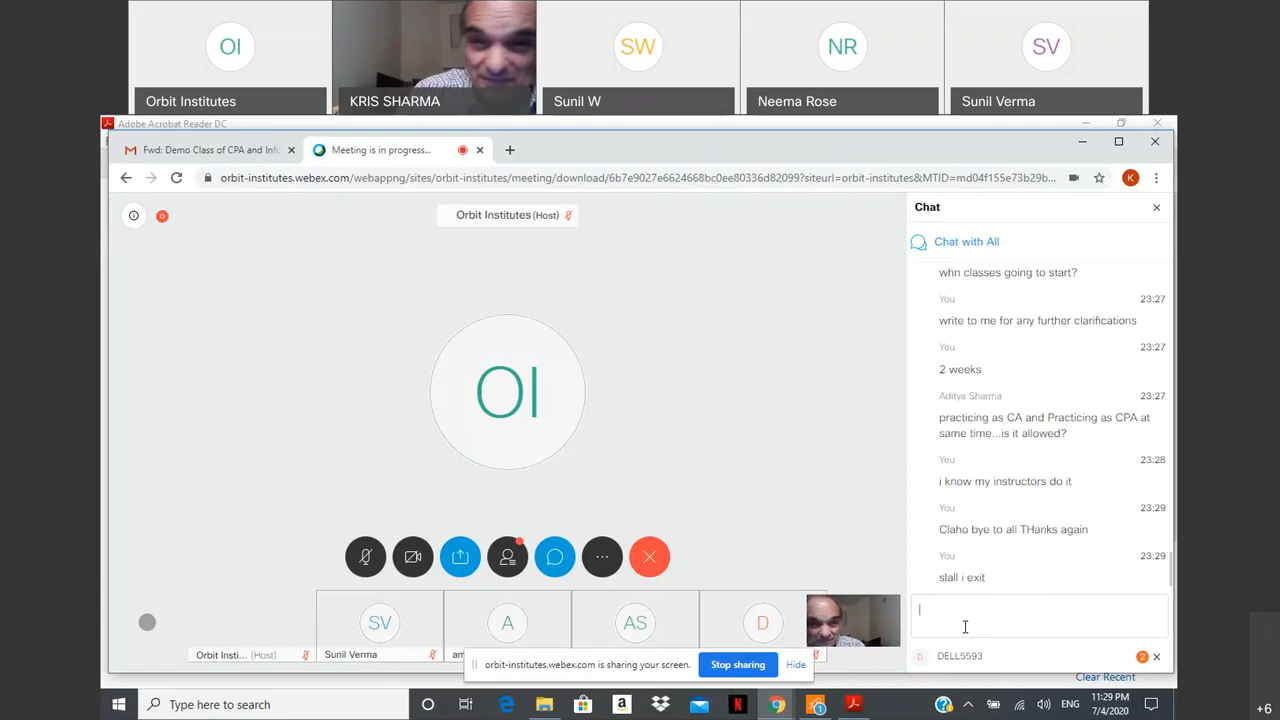 OI
SW
NR
SV
Orbit Institutes
KRIS SHARMA
Sunil W
Neema Rose
Sunil Verma
Adobe Acrobat Reader DC
Fwd: Demo Class of CPA and Info
Meeting is in progress...
orbit-institutes.webex.com/webappng/sites/orbit-institutes/meeting/download/6b7e9027e6624668bc0ee80336d82099?siteurl=orbit-institutes&MTID=md04f155e73b29b...
K
Orbit Institutes (Host)
Chat
Chat with All
whn classes going to start?
You 23:27
write to me for any further clarifications
You 23:27
2 weeks
Aditya Sharma 23:27
practicing as CA and Practicing as CPA at
same time...is it allowed?
You 23:28
i know my instructors do it
You 23:29
Claho bye to all THanks again
You 23:29
slall i exit
OI
SV
A
AS
D
Orbit Insti... (Host)
Sunil Verma
am
orbit-institutes.webex.com is sharing your screen.
Stop sharing
Hide
D DELL5593 2
Clear Recent
Type here to search
ENG
11:29 PM
7/4/2020
+6